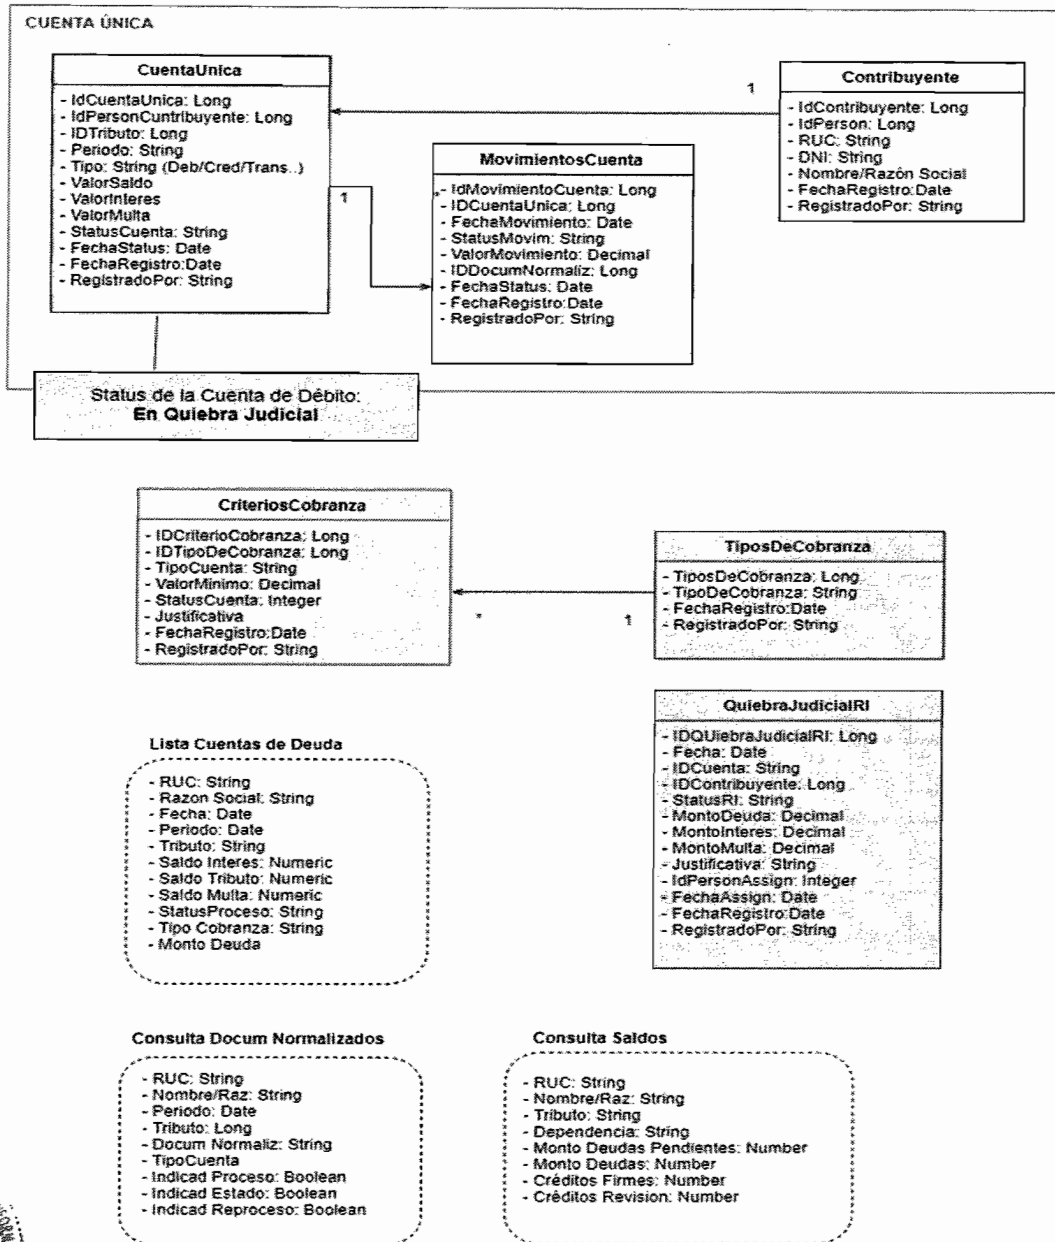 CUENTA ÚNICA
CuentaUnica
- IdCuentaUnica: Long
- IdPersonCuntribuyente: Long
- IDTributo: Long
- Periodo: String
- Tipo: String (Deb/Cred/Trans..)
- ValorSaldo
- ValorInteres
- ValorMulta
- StatusCuenta: String
- FechaStatus: Date
- FechaRegistro:Date
- RegistradoPor: String
1
Contribuyente
- IdContribuyente: Long
- IdPerson: Long
- RUC: String
- DNI: String
- Nombre/Razón Social
- FechaRegistro:Date
- RegistradoPor: String
1
*
MovimientosCuenta
- IdMovimientoCuenta: Long
- IDCuentaUnica: Long
- FechaMovimiento: Date
- StatusMovim: String
- ValorMovimiento: Decimal
- IDDocumNormaliz: Long
- FechaStatus: Date
- FechaRegistro:Date
- RegistradoPor: String
Status de la Cuenta de Débito:
En Quiebra Judicial
CriteriosCobranza
- IDCriterioCobranza: Long
- IDTipoDeCobranza: Long
- TipoCuenta: String
- ValorMinimo: Decimal
- StatusCuenta: Integer
- Justificativa
- FechaRegistro:Date
- RegistradoPor: String
*
1
TiposDeCobranza
- TiposDeCobranza: Long
- TipoDeCobranza: String
- FechaRegistro:Date
- RegistradoPor: String
QuiebraJudicialRI
- IDQUiebraJudicialRI: Long
- Fecha: Date
- IDCuenta: String
- IDContribuyente: Long
- StatusRI: String
- MontoDeuda: Decimal
- MontoInteres: Decimal
- MontoMulta: Decimal
- Justificativa: String
- IdPersonAssign: Integer
- FechaAssign: Date
- FechaRegistro:Date
- RegistradoPor: String
Lista Cuentas de Deuda
- RUC: String
- Razon Social: String
- Fecha: Date
- Periodo: Date
- Tributo: String
- Saldo Interes: Numeric
- Saldo Tributo: Numeric
- Saldo Multa: Numeric
- StatusProceso: String
- Tipo Cobranza: String
- Monto Deuda
Consulta Docum Normalizados
- RUC: String
- Nombre/Raz: String
- Periodo: Date
- Tributo: Long
- Docum Normaliz: String
- TipoCuenta
- Indicad Proceso: Boolean
- Indicad Estado: Boolean
- Indicad Reproceso: Boolean
Consulta Saldos
- RUC: String
- Nombre/Raz: String
- Tributo: String
- Dependencia: String
- Monto Deudas Pendientes: Number
- Monto Deudas: Number
- Créditos Firmes: Number
- Créditos Revision: Number